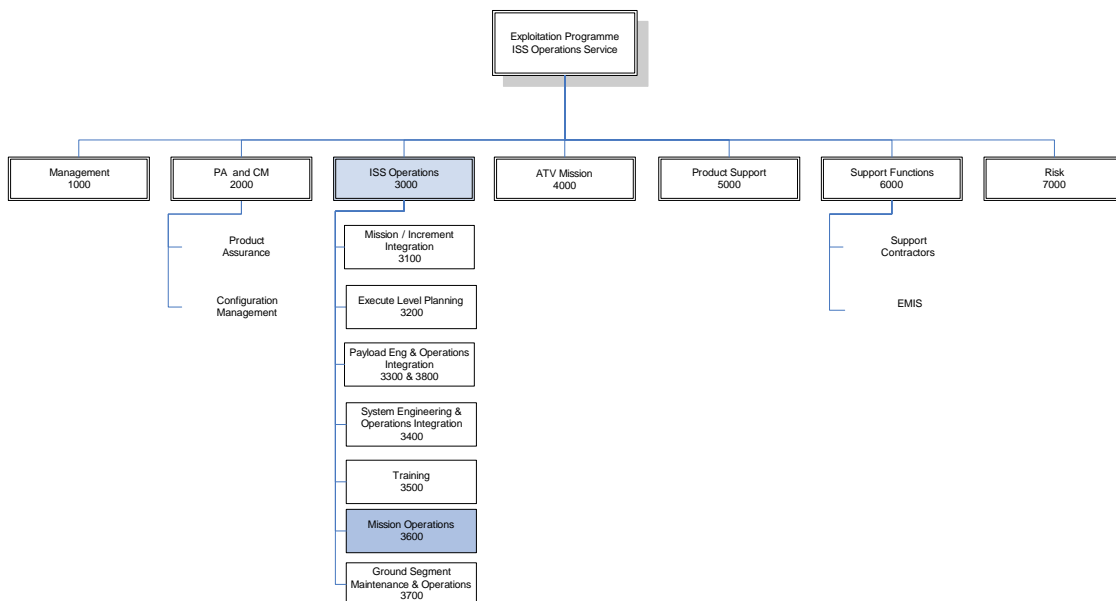 Exploitation Programme
ISS Operations Service
Management
1000
PA and CM
2000
ISS Operations
3000
ATV Mission
4000
Product Support
5000
Support Functions
6000
Risk
7000
Product
Assurance
Configuration
Management
Mission / Increment
Integration
3100
Execute Level Planning
3200
Payload Eng & Operations
Integration
3300 & 3800
System Engineering &
Operations Integration
3400
Training
3500
Mission Operations
3600
Ground Segment
Maintenance & Operations
3700
Support
Contractors
EMIS